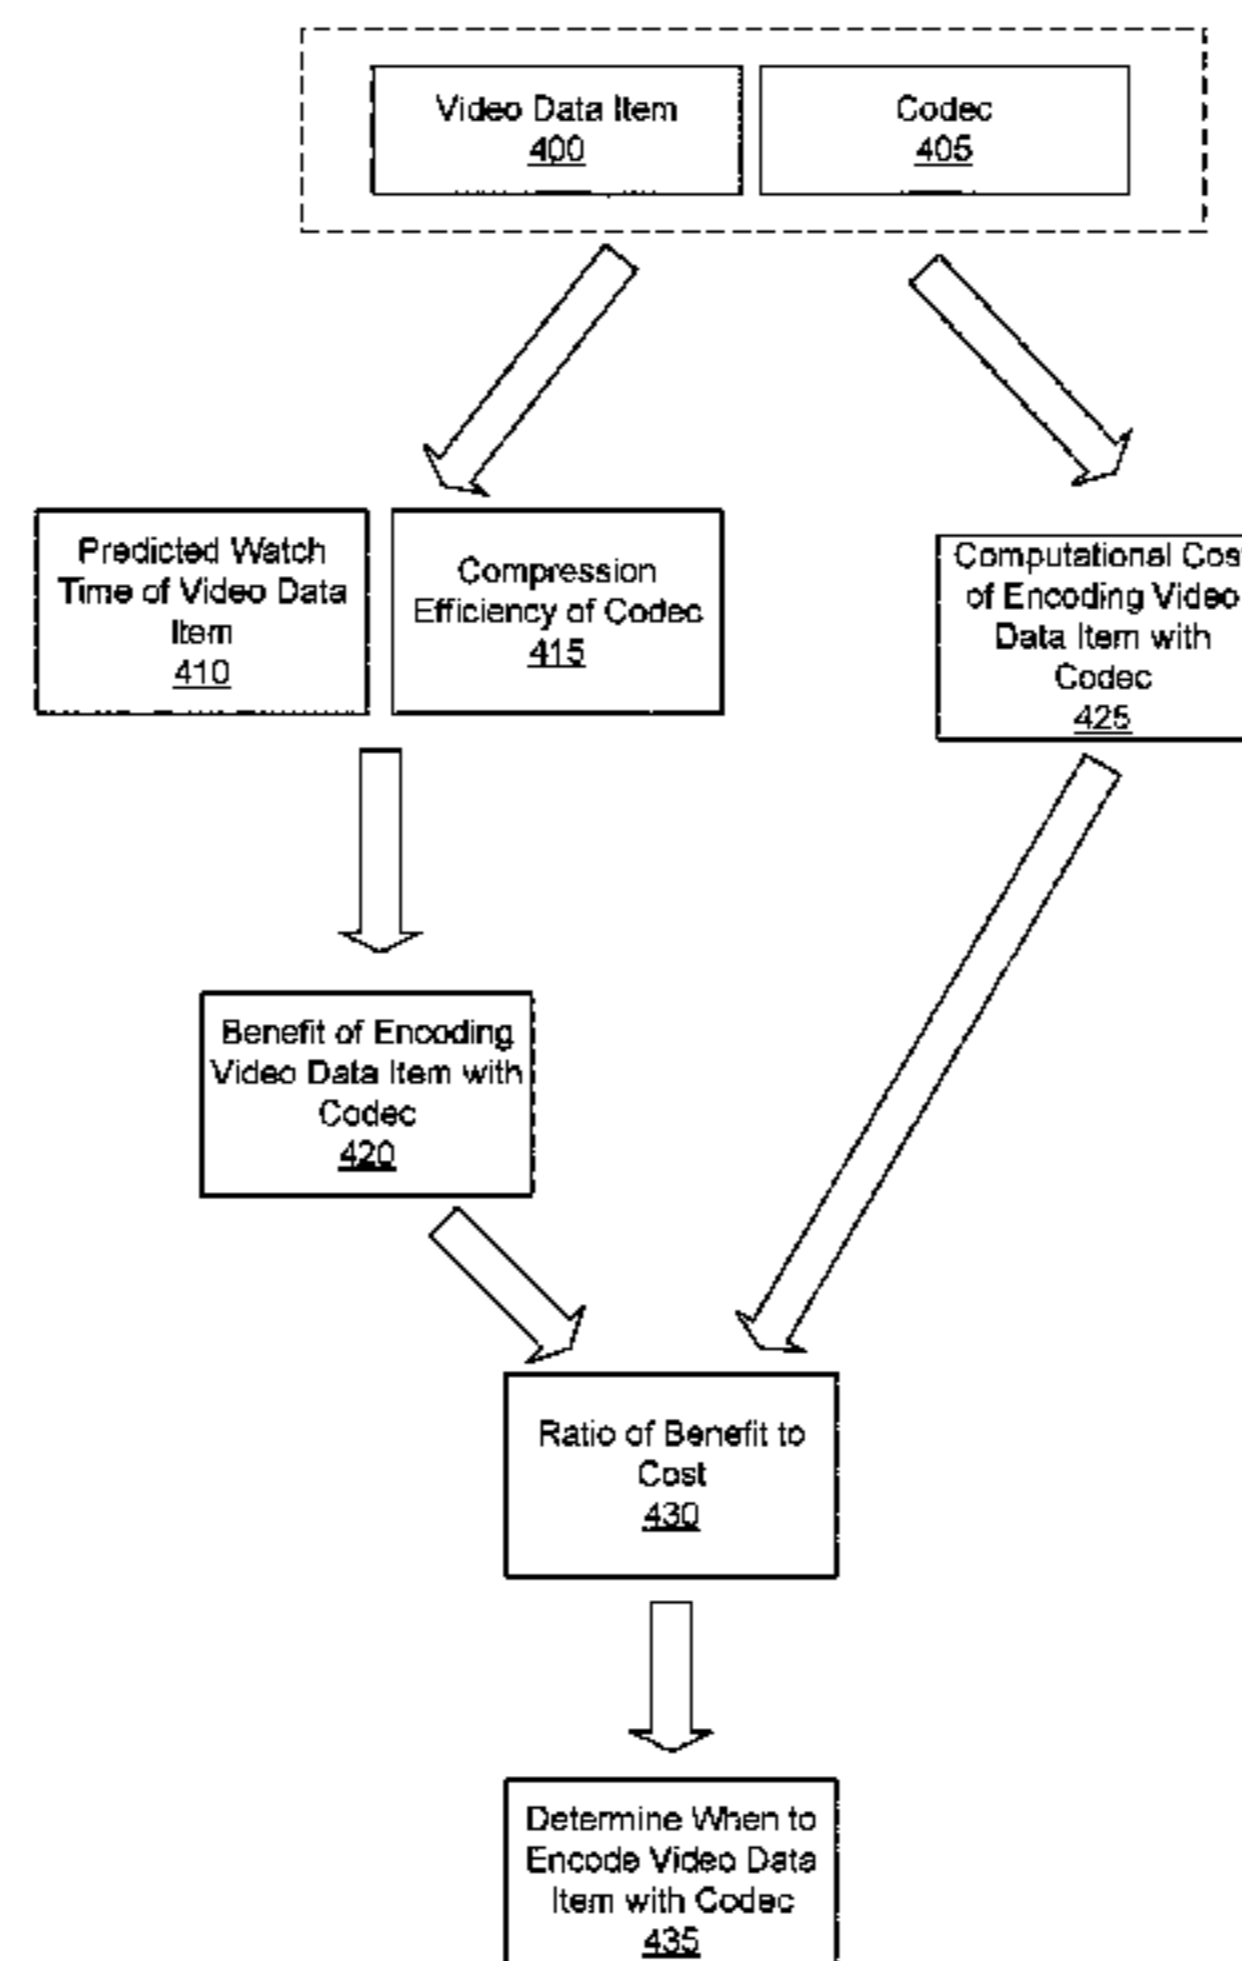 Video Data Item
400
Codec
405
Predicted Watch
Time of Video Data
Item
410
Compression
Efficiency of Codec
415
Computational Cost
of Encoding Video
Data Item with
Codec
425
Benefit of Encoding
Video Data Item with
Codec
420
Ratio of Benefit to
Cost
430
Determine When to
Encode Video Data
Item with Codec
435